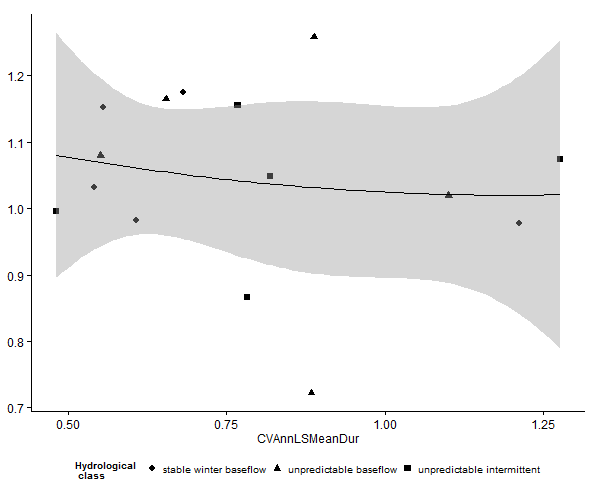 1.2
1.1
1.0
0.9
0.8
0.7
0.50 0.75 1.00 1.25
CVAnnLSMeanDur
Hydrological class stable winter baseflow unpredictable baseflow unpredictable intermittent